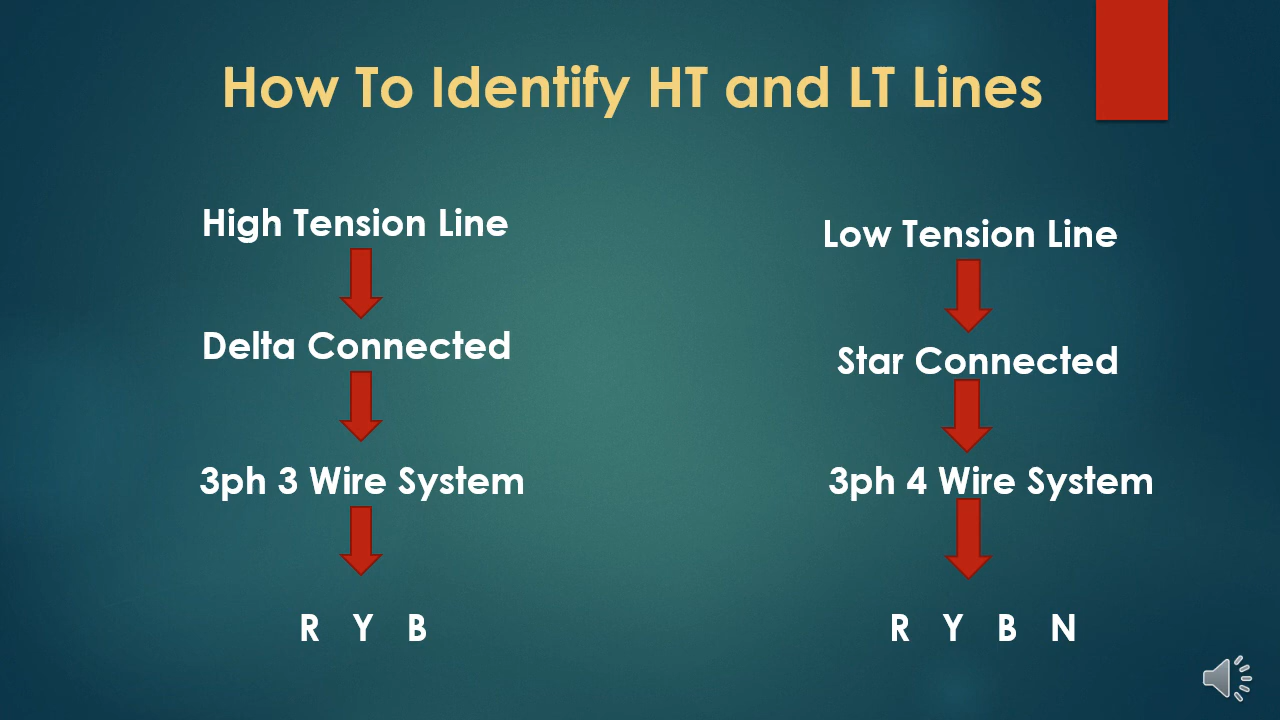 How To Identify HT and LT Lines
High Tension Line
Delta Connected
3ph 3 Wire System
R Y B
Low Tension Line
Star Connected
3ph 4 Wire System
R Y B N